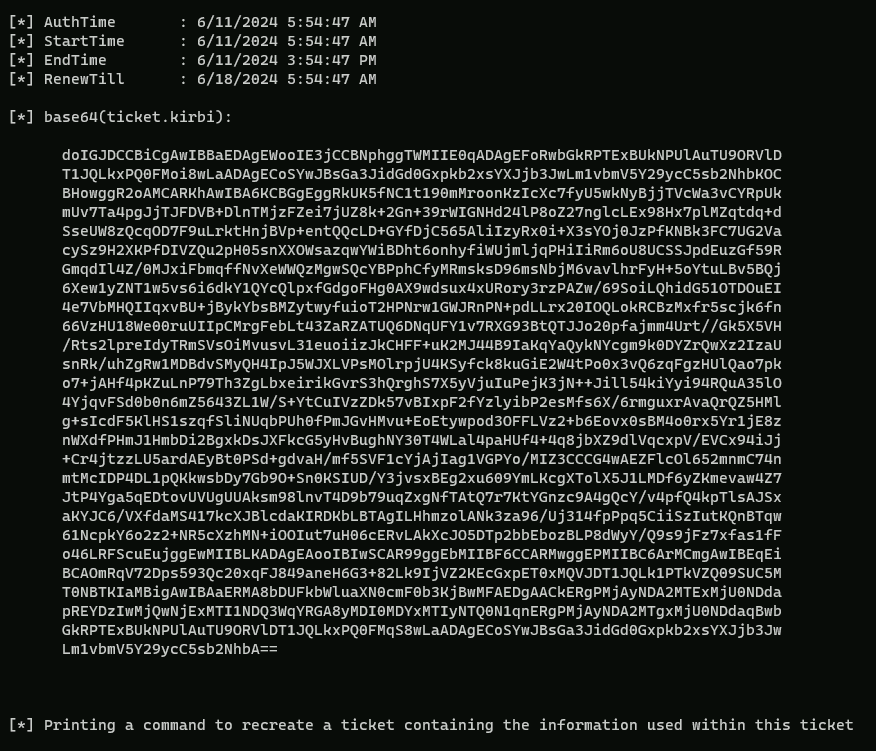 [*] AuthTime       : 6/11/2024 5:54:47 AM
[*] StartTime      : 6/11/2024 5:54:47 AM
[*] EndTime        : 6/11/2024 3:54:47 PM
[*] RenewTill      : 6/18/2024 5:54:47 AM
[*] base64(ticket.kirbi):
doIGJDCCBiCgAwIBBaEDAgEWooIE3jCCBNphggTWMIIE0qADAgEFoRwbGkRPTExBUkNPUlAuTU9ORVlD
T1JQLkxPQ0FMoi8wLaADAgECoSYwJBsGa3JidGd0Gxpkb2xsYXJjb3JwLm1vbmV5Y29ycC5sb2NhbKOC
BHowggR2oAMCARKhAwIBA6KCBGgEggRkUK5fNC1t190mMroonKzIcXc7fyU5wkNyBjjTVcWa3vCYRpUk
mUv7Ta4pgJjTJFDVB+DlnTMjzFZei7jUZ8k+2Gn+39rWIGNHd24lP8oZ27nglcLEx98Hx7plMZqtdq+d
SseUW8zQcqOD7F9uLrktHnjBVp+entQQcLD+GYfDjC565AliIzyRx0i+X3sYOj0JzPfKNBk3FC7UG2Va
cySz9H2XKPfDIVZQu2pH05snXXOWsazqwYWiBDht6onhyfiWUjmljqPHiIiRm6oU8UCSSJpdEuzGf59R
GmqdIl4Z/0MJxiFbmqffNvXeWWQzMgwSQcYBPphCfyMRmsksD96msNbjM6vavlhrFyH+5oYtuLBv5BQj
6Xew1yZNT1w5vs6i6dkY1QYcQlpxfGdgoFHg0AX9wdsux4xURory3rzPAZw/69SoiLQhidG51OTDOuEI
4e7VbMHQIIqxvBU+jBykYbsBMZytwyfuioT2HPNrw1GWJRnPN+pdLLrx20IOQLokRCBzMxfr5scjk6fn
66VzHU18We00ruUIIpCMrgFebLt43ZaRZATUQ6DNqUFY1v7RXG93BtQTJJo20pfajmm4Urt//Gk5X5VH
/Rts2lpreIdyTRmSVsOiMvusvL31euoiizJkCHFF+uK2MJ44B9IaKqYaQykNYcgm9k0DYZrQwXz2IzaU
snRk/uhZgRw1MDBdvSMyQH4IpJ5WJXLVPsMOlrpjU4KSyfck8kuGiE2W4tPo0x3vQ6zqFgzHUlQao7pk
o7+jAHf4pKZuLnP79Th3ZgLbxeirikGvrS3hQrghS7X5yVjuIuPejK3jN++Jill54kiYyi94RQuA35lO
4YjqvFSd0b0n6mZ5643ZL1W/S+YtCuIVzZDk57vBIxpF2fYzlyibP2esMfs6X/6rmguxrAvaQrQZ5HMl
g+sIcdF5KlHS1szqfSliNUqbPUh0fPmJGvHMvu+EoEtywpod3OFFLVz2+b6Eovx0sBM4o0rx5Yr1jE8z
nWXdfPHmJ1HmbDi2BgxkDsJXFkcG5yHvBughNY30T4WLal4paHUf4+4q8jbXZ9dlVqcxpV/EVCx94iJj
+Cr4jtzzLU5ardAEyBt0PSd+gdvaH/mf5SVF1cYjAjIag1VGPYo/MIZ3CCCG4wAEZFlcOl652mnmC74n
mtMcIDP4DL1pQKkwsbDy7Gb9O+Sn0KSIUD/Y3jvsxBEg2xu609YmLKcgXTolX5J1LMDf6yZKmevaw4Z7
JtP4Yga5qEDtovUVUgUUAksm98lnvT4D9b79uqZxgNfTAtQ7r7KtYGnzc9A4gQcY/v4pfQ4kpTlsAJSx
aKYJC6/VXfdaMS417kcXJBlcdaKIRDKbLBTAgILHhmzolANk3za96/Uj314fpPpq5CiiSzIutKQnBTqw
61NcpkY6o2z2+NR5cXzhMN+iOOIut7uH06cERvLAkXcJO5DTp2bbEbozBLP8dWyY/Q9s9jFz7xfas1fF
o46LRFScuEujggEwMIIBLKADAgEAooIBIwSCAR99ggEbMIIBF6CCARMwggEPMIIBC6ArMCmgAwIBEqEi
BCAOmRqV72Dps593Qc20xqFJ849aneH6G3+82Lk9IjVZ2KEcGxpET0xMQVJDT1JQLk1PTkVZQ09SUC5M
T0NBTKIaMBigAwIBAaERMA8bDUFkbWluaXN0cmF0b3KjBwMFAEDgAACkERgPMjAyNDA2MTExMjU0NDda
pREYDzIwMjQwNjExMTI1NDQ3WqYRGA8yMDI0MDYxMTIyNTQ0N1qnERgPMjAyNDA2MTgxMjU0NDdaqBwb
GkRPTExBUkNPUlAuTU9ORVlDT1JQLkxPQ0FMqS8wLaADAgECoSYwJBsGa3JidGd0Gxpkb2xsYXJjb3Jw
Lm1vbmV5Y29ycC5sb2NhbA==
[*] Printing a command to recreate a ticket containing the information used within this ticket